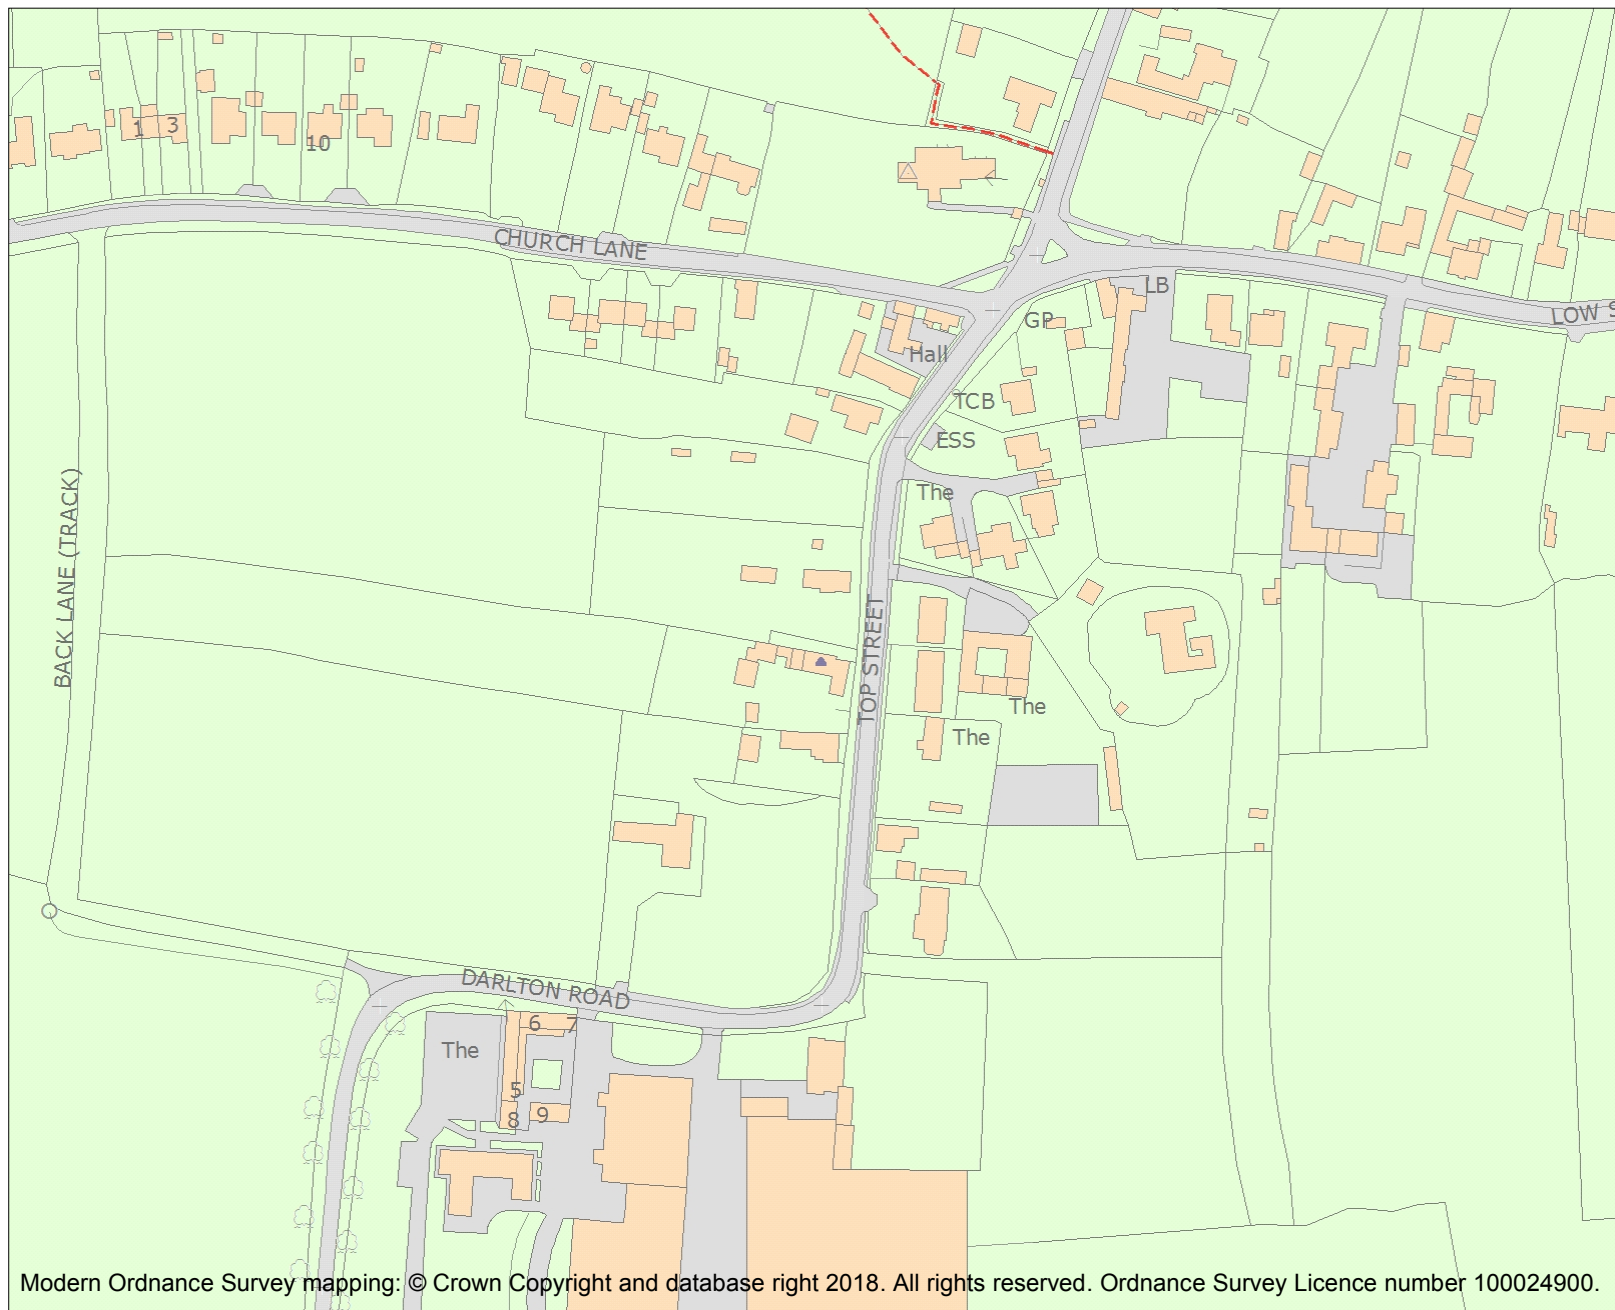 1
3
10
CHURCH LANE
LB
LOW S
GP
Hall
TCB
ESS
The
BACK LANE (TRACK)
TOP STREET
The
The
DARLTON ROAD
6
7
The
5
8
9
Modern Ordnance Survey mapping: © Crown Copyright and database right 2018. All rights reserved. Ordnance Survey Licence number 100024900.